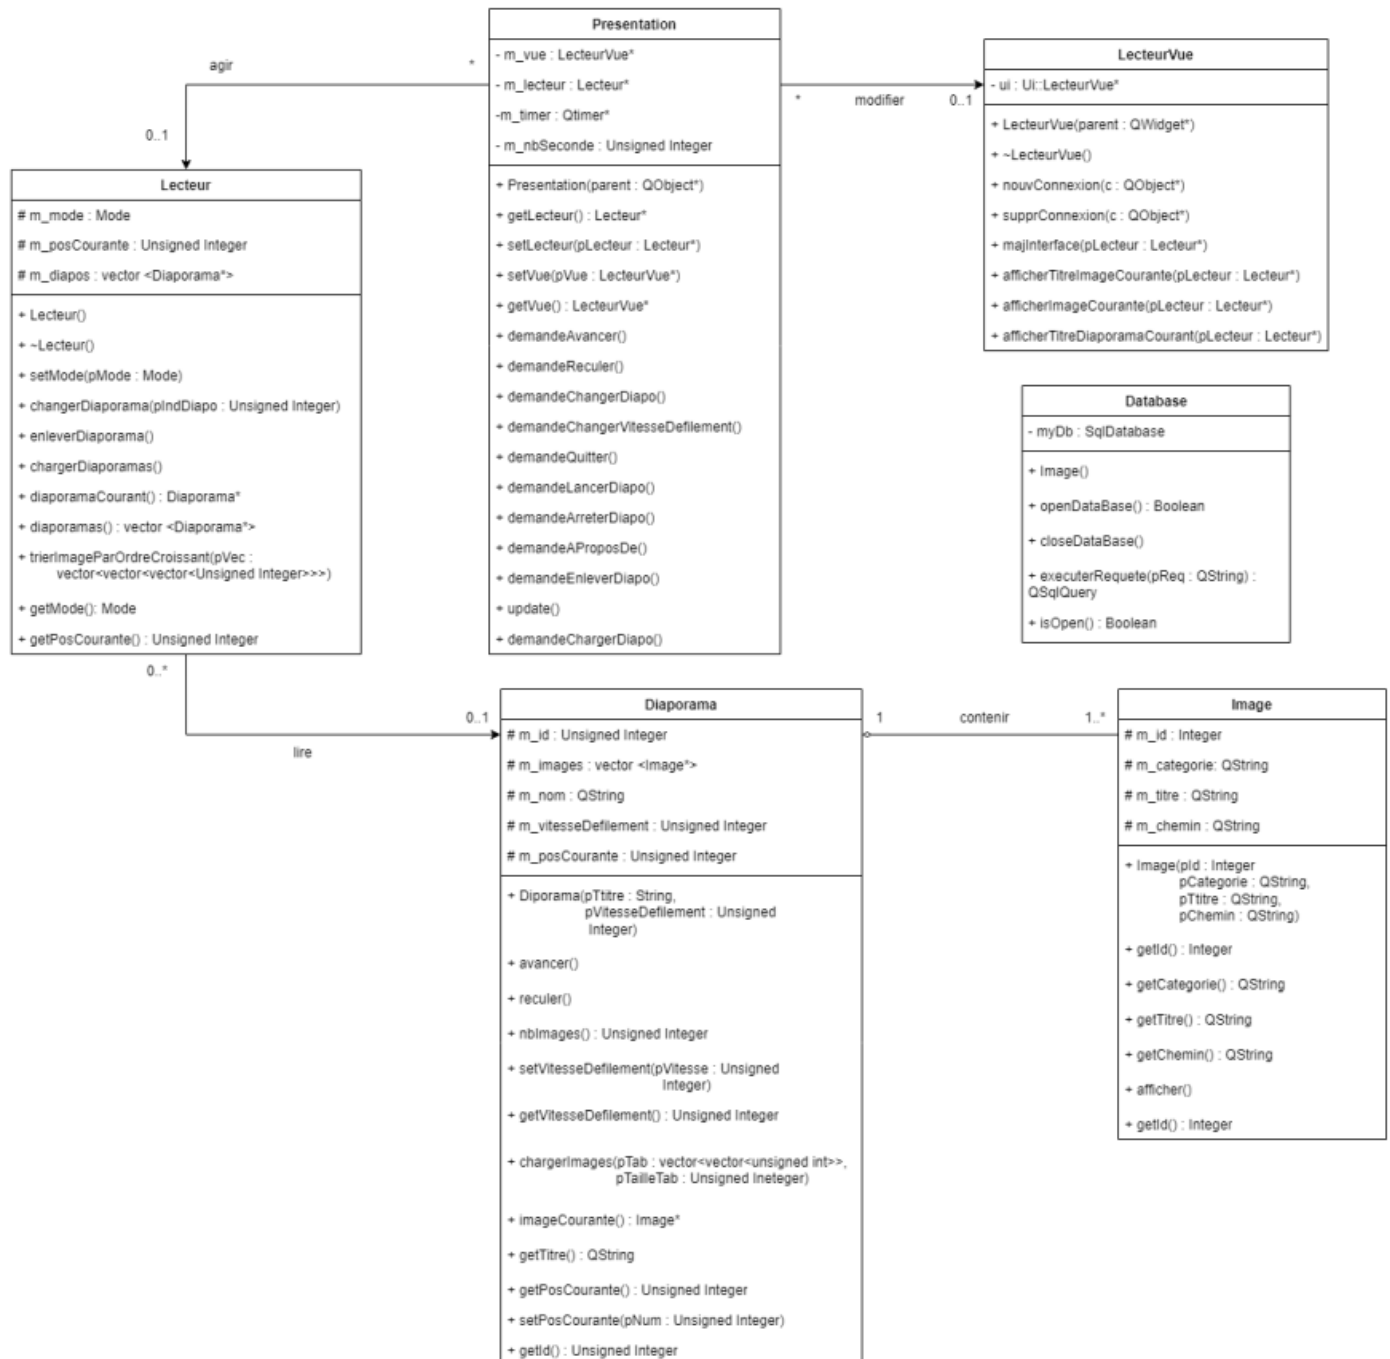 Presentation
- m_vue : LecteurVue*
- m_lecteur : Lecteur*
-m_timer : Qtimer*
- m_nbSeconde : Unsigned Integer
+ Presentation(parent : QObject*)
+ getLecteur() : Lecteur*
+ setLecteur(pLecteur : Lecteur*)
+ setVue(pVue : LecteurVue*)
+ getVue() : LecteurVue*
+ demandeAvancer()
+ demandeReculer()
+ demandeChangerDiapo()
+ demandeChangerVitesseDefilement()
+ demandeQuitter()
+ demandeLancerDiapo()
+ demandeArreterDiapo()
+ demandeAProposDe()
+ demandeEnleverDiapo()
+ update()
+ demandeChargerDiapo()
agir
*
0..1
*
modifier
0..1
LecteurVue
- ui : Ui::LecteurVue*
+ LecteurVue(parent : QWidget*)
+ ~LecteurVue()
+ nouvConnexion(c : QObject*)
+ supprConnexion(c : QObject*)
+ majInterface(pLecteur : Lecteur*)
+ afficherTitreImageCourante(pLecteur : Lecteur*)
+ afficherImageCourante(pLecteur : Lecteur*)
+ afficherTitreDiaporamaCourant(pLecteur : Lecteur*)
Lecteur
# m_mode : Mode
# m_posCourante : Unsigned Integer
# m_diapos : vector <Diaporama*>
+ Lecteur()
+ ~Lecteur()
+ setMode(pMode : Mode)
+ changerDiaporama(pIndDiapo : Unsigned Integer)
+ enleverDiaporama()
+ chargerDiaporamas()
+ diaporamaCourant() : Diaporama*
+ diaporamas() : vector <Diaporama*>
+ trierImageParOrdreCroissant(pVec :
vector<vector<vector<Unsigned Integer>>>)
+ getMode(): Mode
+ getPosCourante() : Unsigned Integer
Database
- myDb : SqlDatabase
+ Image()
+ openDataBase() : Boolean
+ closeDataBase()
+ executerRequete(pReq : QString) :
QSqlQuery
+ isOpen() : Boolean
0..*
lire
0..1
Diaporama
# m_id : Unsigned Integer
# m_images : vector <Image*>
# m_nom : QString
# m_vitesseDefilement : Unsigned Integer
# m_posCourante : Unsigned Integer
+ Diporama(pTtitre : String,
pVitesseDefilement : Unsigned
Integer)
+ avancer()
+ reculer()
+ nbImages() : Unsigned Integer
+ setVitesseDefilement(pVitesse : Unsigned
Integer)
+ getVitesseDefilement() : Unsigned Integer
+ chargerImages(pTab : vector<vector<unsigned int>>,
pTailleTab : Unsigned Ineteger)
+ imageCourante() : Image*
+ getTitre() : QString
+ getPosCourante() : Unsigned Integer
+ setPosCourante(pNum : Unsigned Integer)
+ getId() : Unsigned Integer
1
contenir
1..*
Image
# m_id : Integer
# m_categorie: QString
# m_titre : QString
# m_chemin : QString
+ Image(pId : Integer
pCategorie : QString,
pTtitre : QString,
pChemin : QString)
+ getId() : Integer
+ getCategorie() : QString
+ getTitre() : QString
+ getChemin() : QString
+ afficher()
+ getId() : Integer